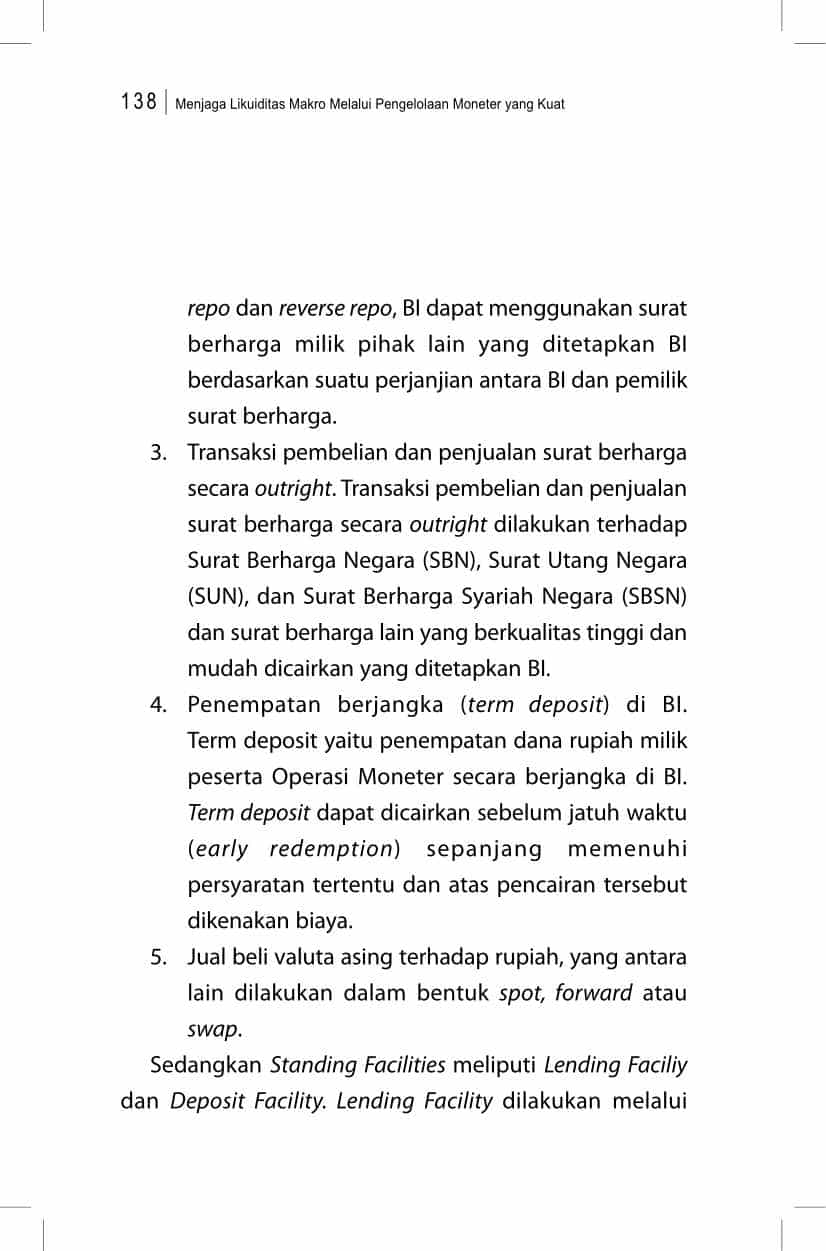 138 | Menjaga Likuiditas Makro Melalui Pengelolaan Moneter yang Kuat
repo dan reverse repo, BI dapat menggunakan surat
berharga milik pihak lain yang ditetapkan BI
berdasarkan suatu perjanjian antara BI dan pemilik
surat berharga.
3. Transaksi pembelian dan penjualan surat berharga
secara outright. Transaksi pembelian dan penjualan
surat berharga secara outright dilakukan terhadap
Surat Berharga Negara (SBN), Surat Utang Negara
(SUN), dan Surat Berharga Syariah Negara (SBSN)
dan surat berharga lain yang berkualitas tinggi dan
mudah dicairkan yang ditetapkan BI.
4. Penempatan berjangka (term deposit) di BI.
Term deposit yaitu penempatan dana rupiah milik
peserta Operasi Moneter secara berjangka di BI.
Term deposit dapat dicairkan sebelum jatuh waktu
(early redemption) sepanjang memenuhi
persyaratan tertentu dan atas pencairan tersebut
dikenakan biaya.
5. Jual beli valuta asing terhadap rupiah, yang antara
lain dilakukan dalam bentuk spot, forward atau
swap.
Sedangkan Standing Facilities meliputi Lending Faciliy
dan Deposit Facility. Lending Facility dilakukan melalui